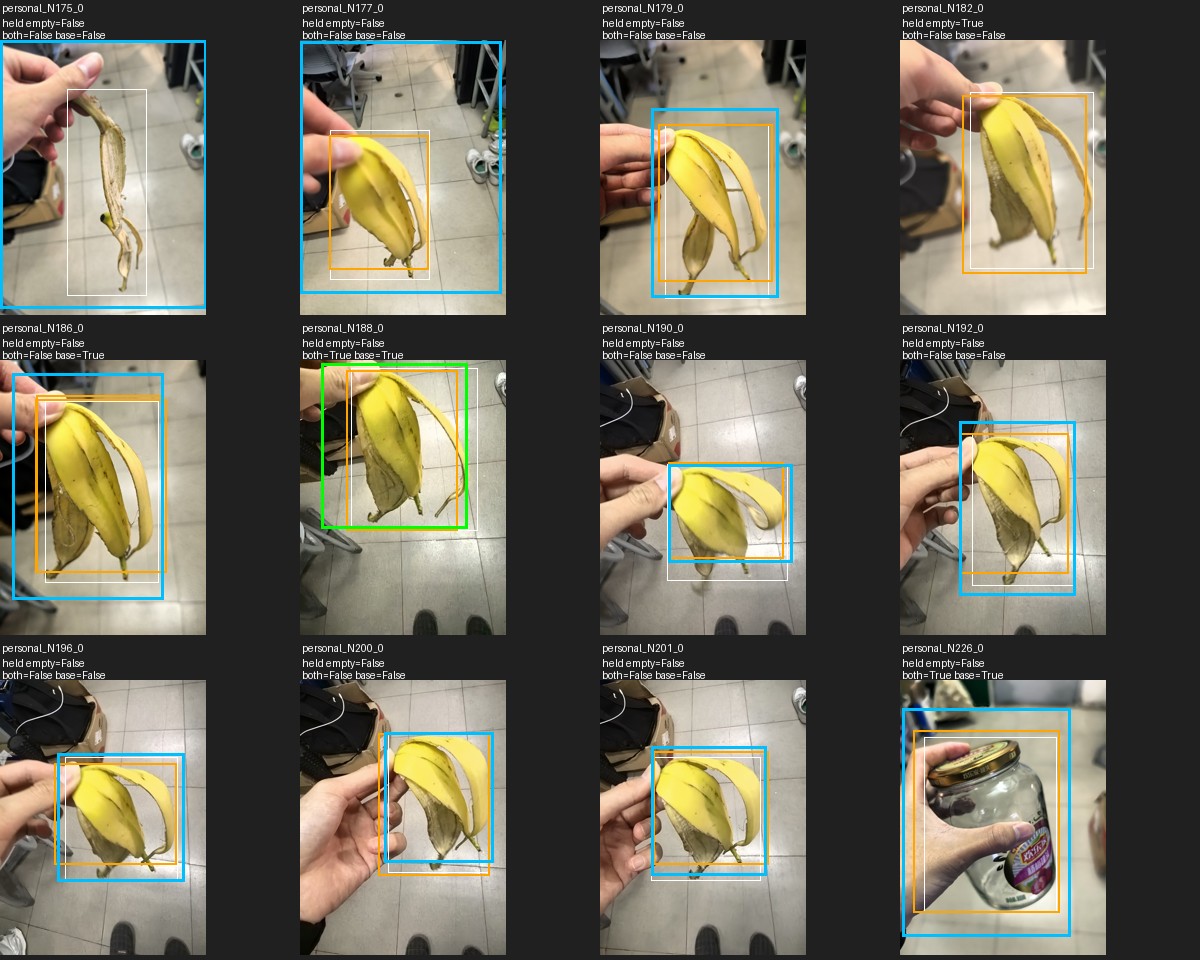 personal_N175_0
held empty=False
both=False base=False
personal_N177_0
held empty=False
both=False base=False
personal_N179_0
held empty=False
both=False base=False
personal_N182_0
held empty=True
both=False base=False
personal_N186_0
held empty=False
both=False base=True
personal_N188_0
held empty=False
both=True base=True
personal_N190_0
held empty=False
both=False base=False
personal_N192_0
held empty=False
both=False base=False
personal_N196_0
held empty=False
both=False base=False
personal_N200_0
held empty=False
both=False base=False
personal_N201_0
held empty=False
both=False base=False
personal_N226_0
held empty=False
both=True base=True